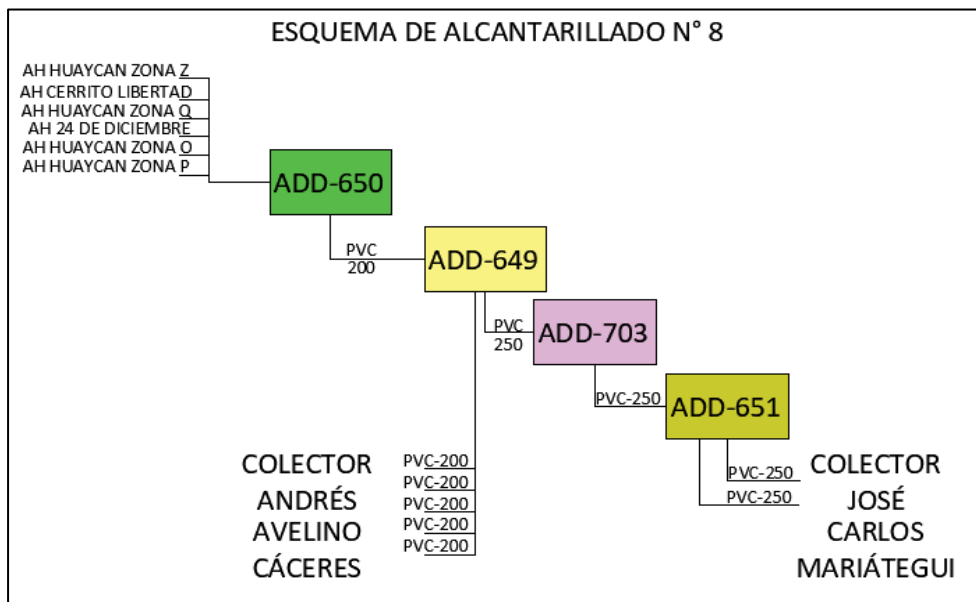 ESQUEMA DE ALCANTARILLADO N° 8
AH HUAYCAN ZONA Z
AH CERRITO LIBERTAD
AH HUAYCAN ZONA Q
AH 24 DE DICIEMBRE
AH HUAYCAN ZONA O
AH HUAYCAN ZONA P
ADD-650
PVC
200
ADD-649
PVC
250
ADD-703
PVC-250
ADD-651
COLECTOR
ANDRÉS
AVELINO
CÁCERES
PVC-200
PVC-200
PVC-200
PVC-200
PVC-200
PVC-250
PVC-250
COLECTOR
JOSÉ
CARLOS
MARIÁTEGUI